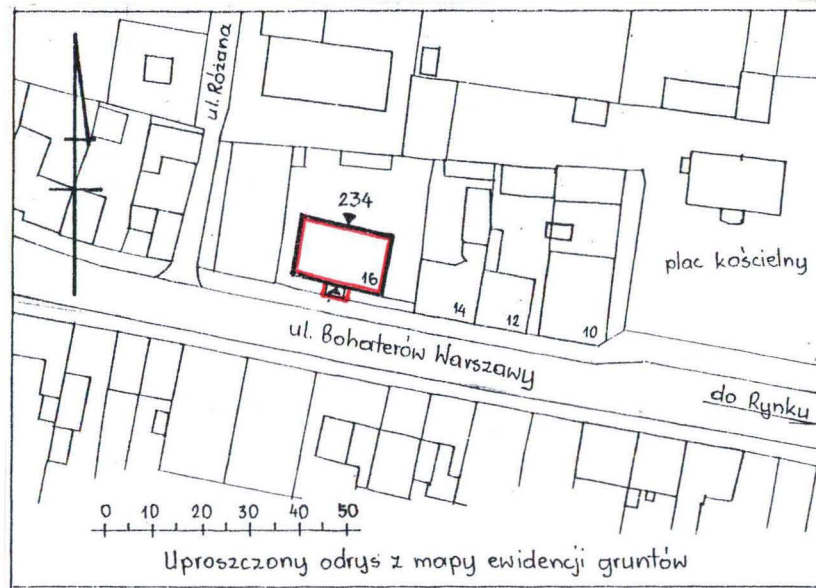 ul. Różana
234
16
14
12
10
plac kościelny
ul. Bohaterów Warszawy
do Rynku
0 10 20 30 40 50
Uproszczony odrys z mapy ewidencji gruntów